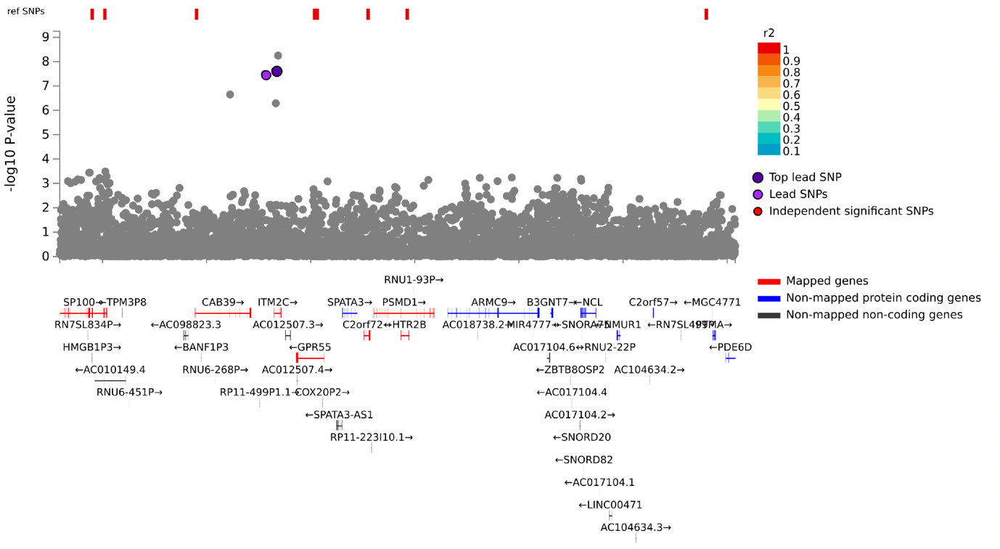 ref SNPs
-log10 P-value
9
8
7
6
5
4
3
2
1
0
r2
1
0.9
0.8
0.7
0.6
0.5
0.4
0.3
0.2
0.1
Top lead SNP
Lead SNPs
Independent significant SNPs
Mapped genes
Non-mapped protein coding genes
Non-mapped non-coding genes
RNU1-93P→
SP100→ ←TPM3P8 CAB39→ ITM2C→ SPATA3→ PSMD1→ ARMC9→ B3GNT7→ ←NCL C2orf57→ ←MGC4771
RN7SL834P→ ←AC098823.3 AC012507.3→ C2orf72→ ←HTR2B AC018738.2→ MIR4777→ ←SNORA75 ←NMUR1 ←RN7SL499P PTMA→
HMGB1P3→ ←BANF1P3 ←GPR55 AC017104.6→ ←RNU2-22P ←PDE6D
←AC010149.4 RNU6-268P→ AC012507.4→ ←ZBTB8OSP2 AC104634.2→
RNU6-451P→ RP11-499P1.1→ COX20P2→ ←AC017104.4
←SPATA3-AS1 AC017104.2→
RP11-223I10.1→ ←SNORD20
←SNORD82
←AC017104.1
←LINC00471
AC104634.3→